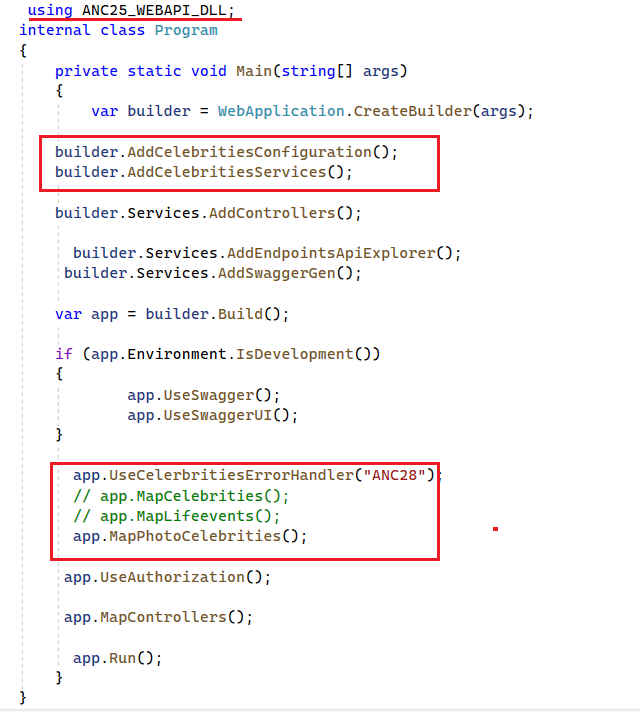 using ANC25_WEBAPI_DLL;
internal class Program
{
private static void Main(string[] args)
{
var builder = WebApplication.CreateBuilder(args);
builder.AddCelebritiesConfiguration();
builder.AddCelebritiesServices();
builder.Services.AddControllers();
builder.Services.AddEndpointsApiExplorer();
builder.Services.AddSwaggerGen();
var app = builder.Build();
if (app.Environment.IsDevelopment())
{
app.UseSwagger();
app.UseSwaggerUI();
}
app.UseCelerbritiesErrorHandler("ANC28");
// app.MapCelebrities();
// app.MapLifeevents();
app.MapPhotoCelebrities();
app.UseAuthorization();
app.MapControllers();
app.Run();
}
}